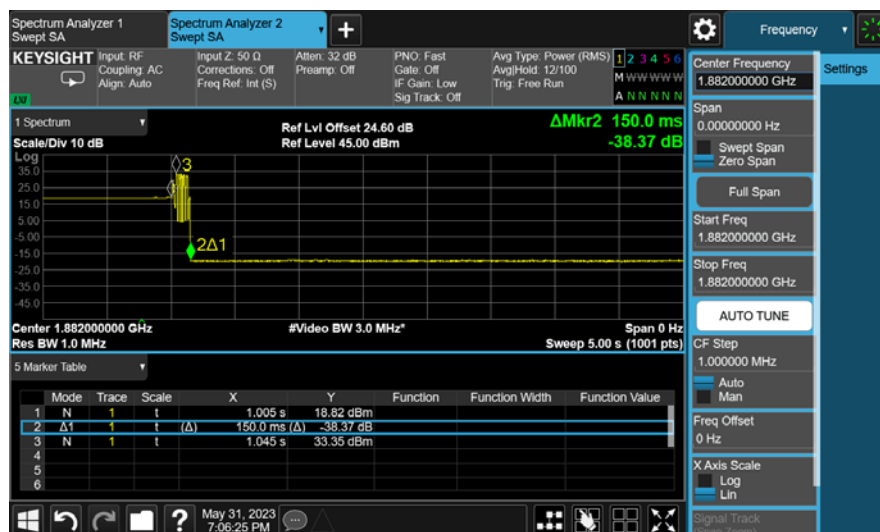 Spectrum Analyzer 1
Swept SA
Spectrum Analyzer 2
Swept SA
Frequency
KEYSIGHT
Input: RF
Coupling: AC
Align: Auto
Input Z: 50 Ω
Corrections: Off
Freq Ref: Int (S)
Atten: 32 dB
Preamp: Off
PNO: Fast
Gate: Off
IF Gain: Low
Sig Track: Off
Avg Type: Power (RMS)
Avg|Hold: 12/100
Trig: Free Run
1 2 3 4 5 6
M W W W W W
A N N N N N
LXI
1 Spectrum
Scale/Div 10 dB
Ref Lvl Offset 24.60 dB
Ref Level 45.00 dBm
ΔMkr2 150.0 ms
-38.37 dB
Log
35.0
25.0
15.0
5.00
-5.00
-15.0
-25.0
-35.0
-45.0
3
2Δ1
Center 1.882000000 GHz
#Video BW 3.0 MHz*
Span 0 Hz
Res BW 1.0 MHz
Sweep 5.00 s (1001 pts)
5 Marker Table
Mode Trace Scale X Y Function Function Width Function Value
1 N 1 t 1.005 s 18.82 dBm
2 Δ1 1 t (Δ) 150.0 ms (Δ) -38.37 dB
3 N 1 t 1.045 s 33.35 dBm
4
5
6
May 31, 2023
7:06:25 PM
Center Frequency
1.882000000 GHz
Settings
Span
0.00000000 Hz
Swept Span
Zero Span
Full Span
Start Freq
1.882000000 GHz
Stop Freq
1.882000000 GHz
AUTO TUNE
CF Step
1.000000 MHz
Auto
Man
Freq Offset
0 Hz
X Axis Scale
Log
Lin
Signal Track
(Span Zoom)